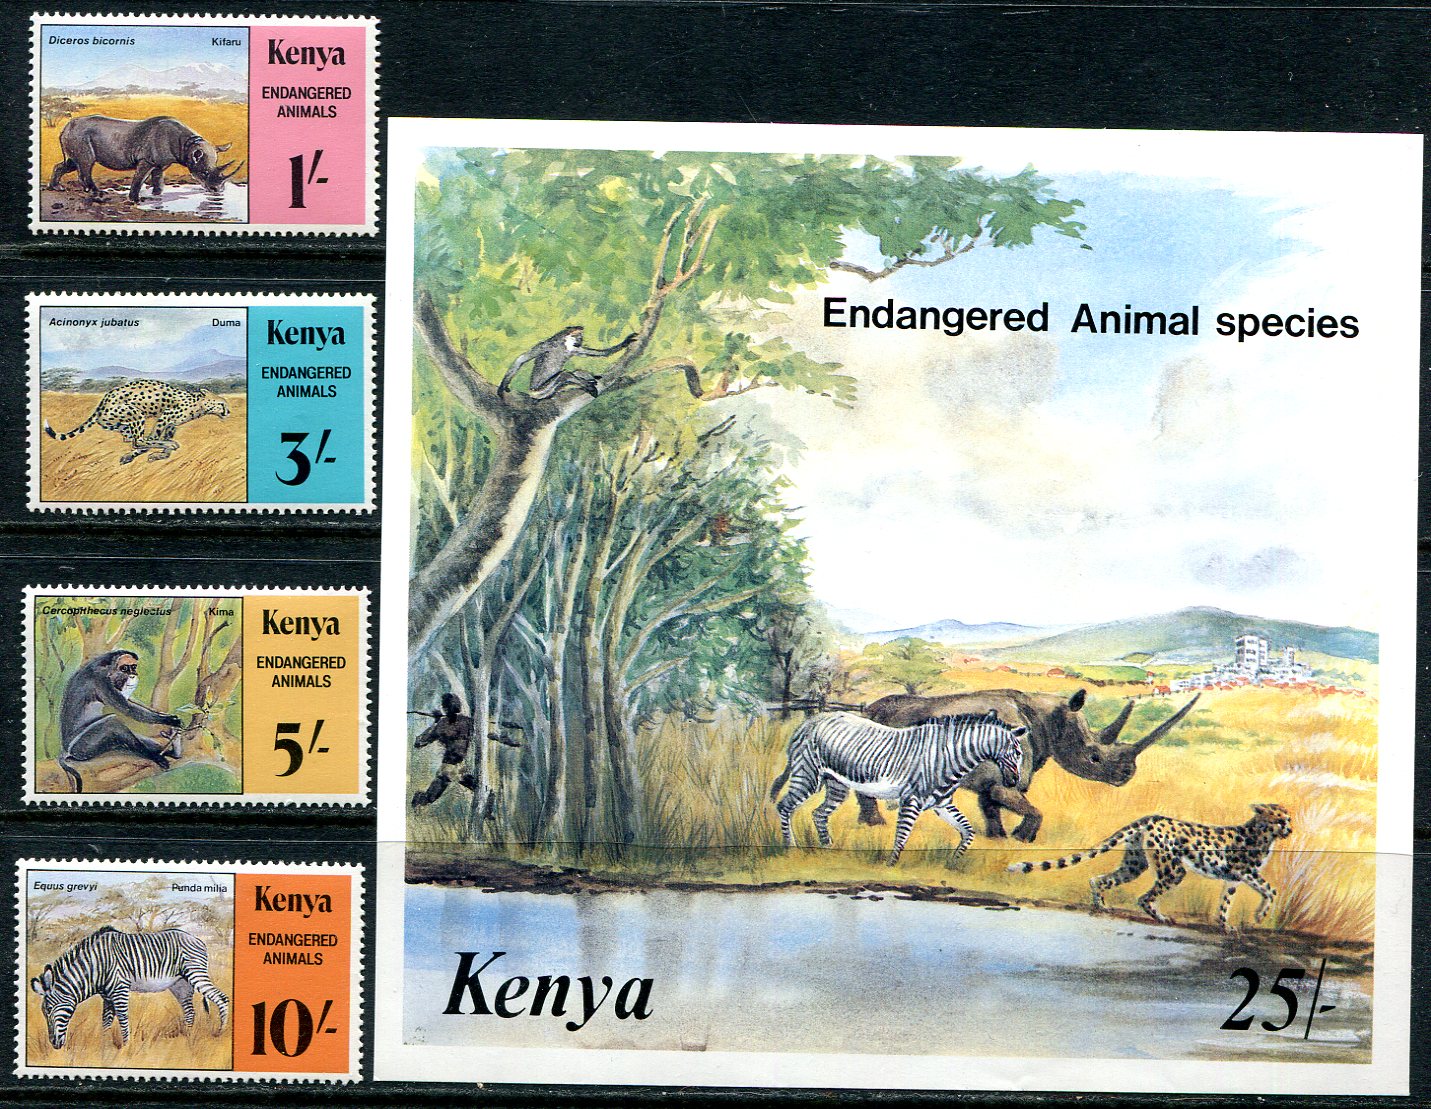 Diceros bicornis Kifaru
Kenya
ENDANGERED
ANIMALS
1/-
Acinonyx jubatus Duma
Kenya
ENDANGERED
ANIMALS
3/-
Cercopithecus neglectus Kima
Kenya
ENDANGERED
ANIMALS
5/-
Equus grevyi Punda milia
Kenya
ENDANGERED
ANIMALS
10/-
Endangered Animal species
Kenya 25/-